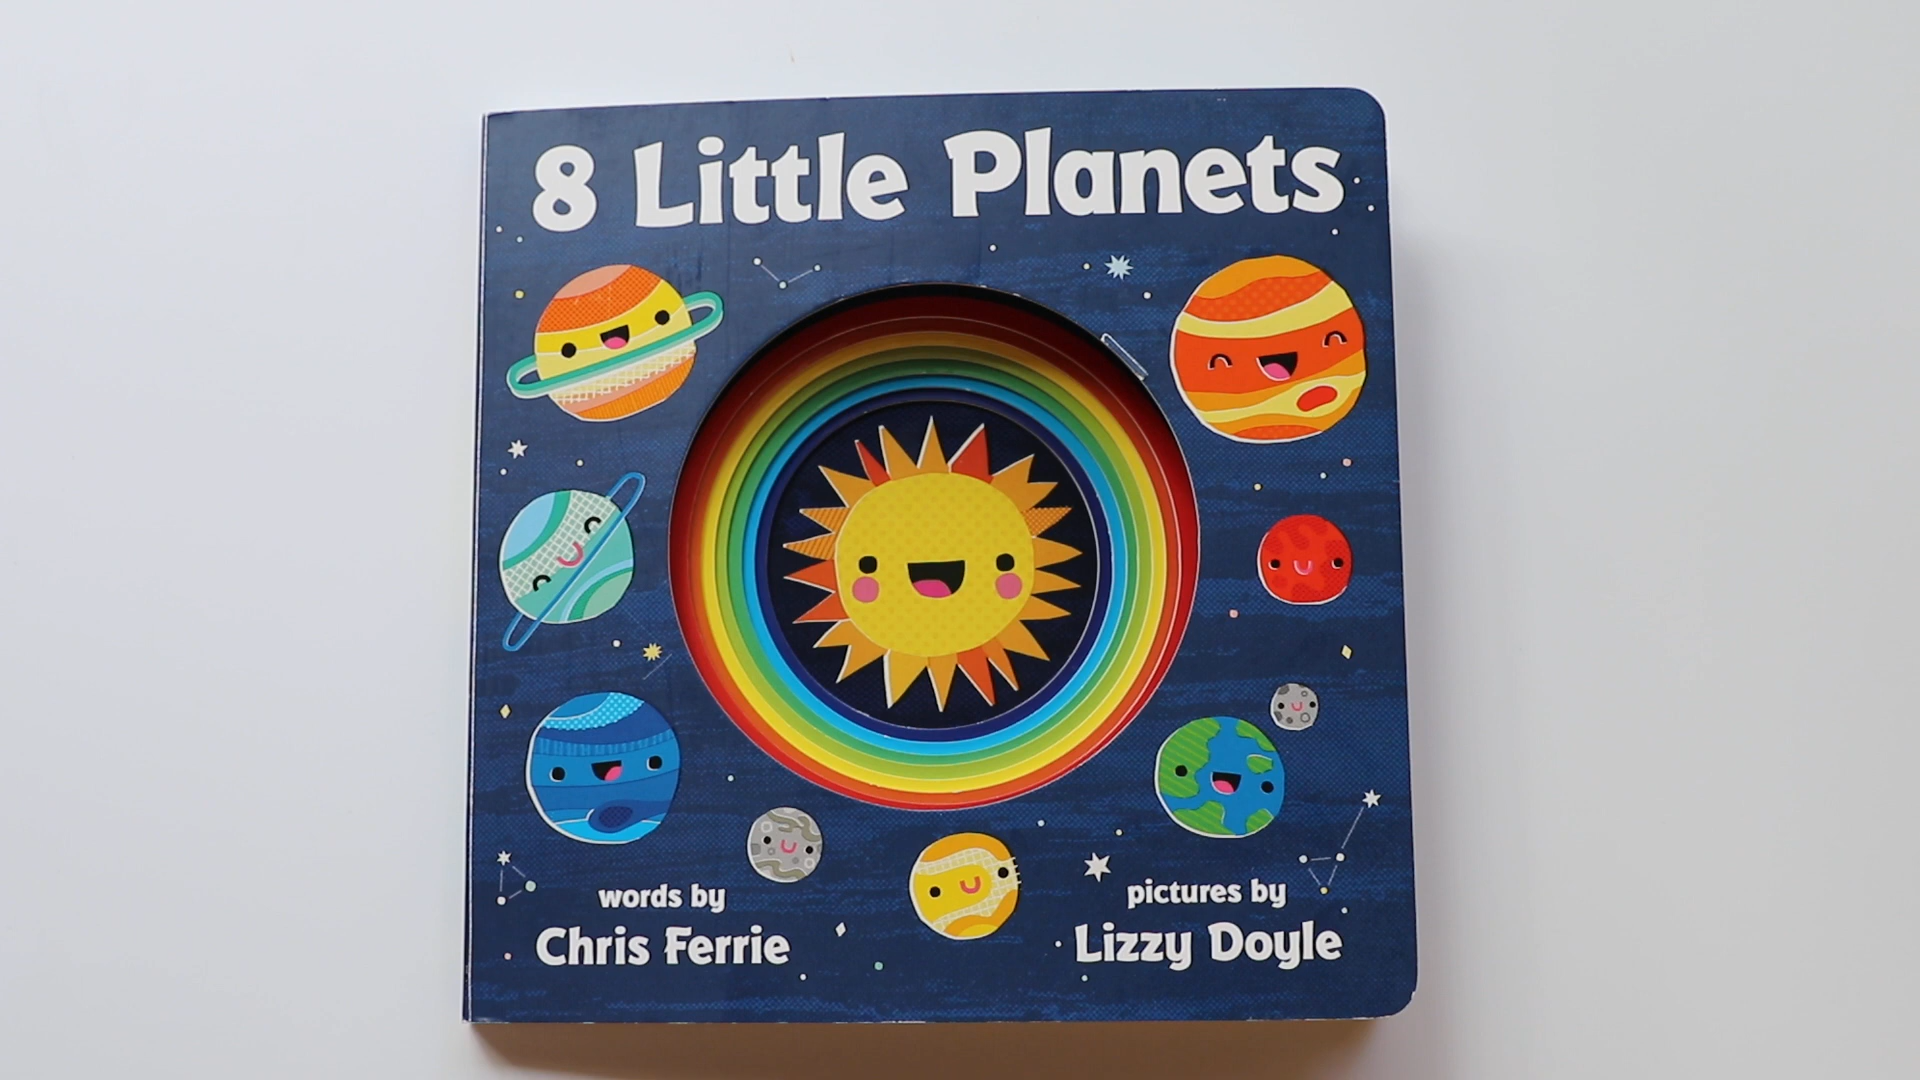 8 Little Planets
words by
Chris Ferrie
pictures by
Lizzy Doyle